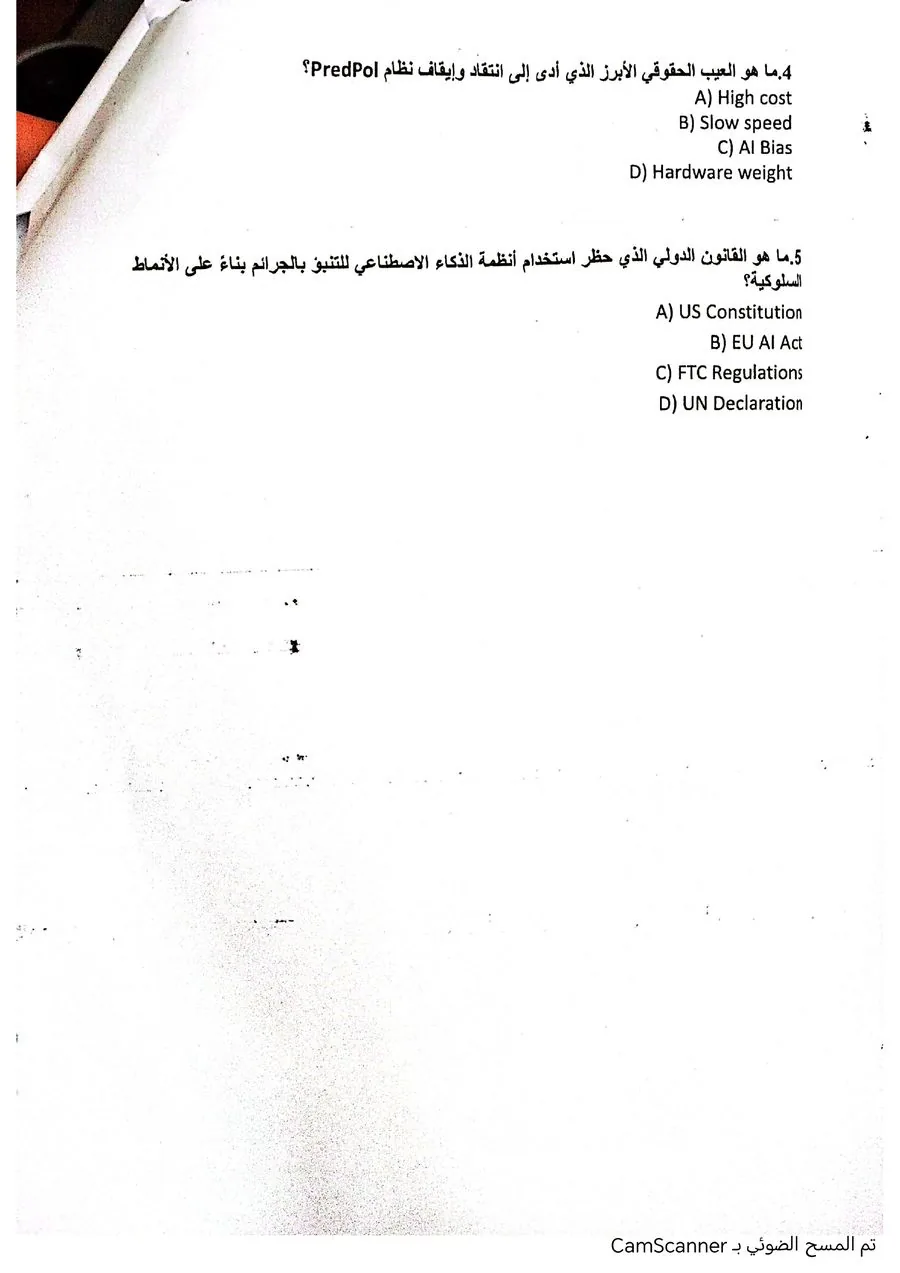 4.ما هو العيب الحقوقي الأبرز الذي أدى إلى انتقاد وإيقاف نظام PredPol؟
A) High cost
B) Slow speed
C) AI Bias
D) Hardware weight
5.ما هو القانون الدولي الذي حظر استخدام أنظمة الذكاء الاصطناعي للتنبؤ بالجرائم بناءً على الأنماط
السلوكية؟
A) US Constitution
B) EU AI Act
C) FTC Regulations
D) UN Declaration
تم المسح الضوئي بـ CamScanner